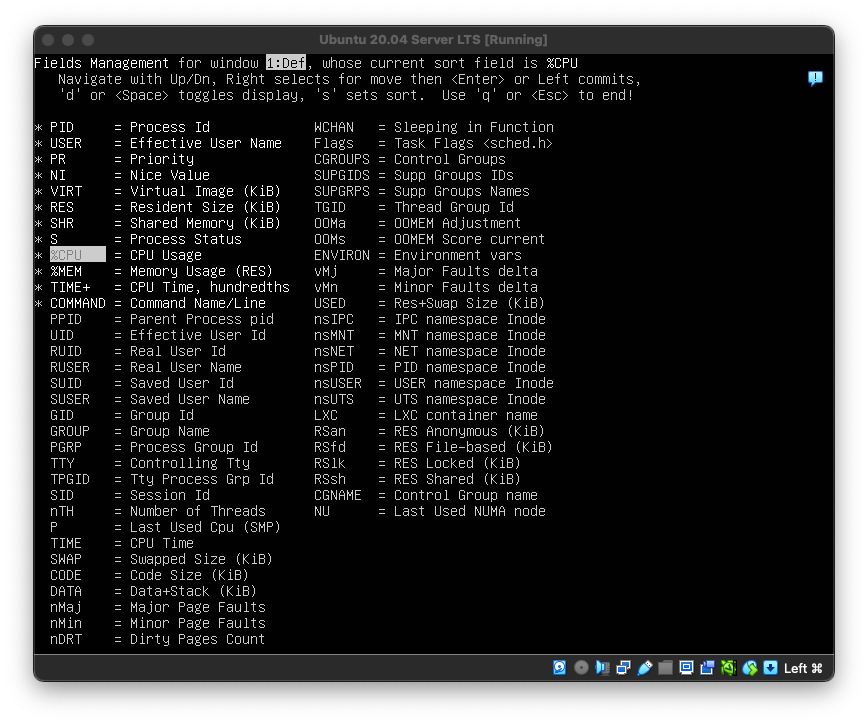 Ubuntu 20.04 Server LTS [Running]
Fields Management for window 1:Def, whose current sort field is %CPU
Navigate with Up/Dn, Right selects for move then <Enter> or Left commits,
'd' or <Space> toggles display, 's' sets sort.  Use 'q' or <Esc> to end!
* PID     = Process Id             WCHAN   = Sleeping in Function
* USER    = Effective User Name    Flags   = Task Flags <sched.h>
* PR      = Priority               CGROUPS = Control Groups
* NI      = Nice Value             SUPGIDS = Supp Groups IDs
* VIRT    = Virtual Image (KiB)    SUPGRPS = Supp Groups Names
* RES     = Resident Size (KiB)    TGID    = Thread Group Id
* SHR     = Shared Memory (KiB)    OOMa    = OOMEM Adjustment
* S       = Process Status         OOMs    = OOMEM Score current
* %CPU    = CPU Usage              ENVIRON = Environment vars
* %MEM    = Memory Usage (RES)     vMj     = Major Faults delta
* TIME+   = CPU Time, hundredths   vMn     = Minor Faults delta
* COMMAND = Command Name/Line      USED    = Res+Swap Size (KiB)
PPID    = Parent Process pid     nsIPC   = IPC namespace Inode
UID     = Effective User Id      nsMNT   = MNT namespace Inode
RUID    = Real User Id           nsNET   = NET namespace Inode
RUSER   = Real User Name         nsPID   = PID namespace Inode
SUID    = Saved User Id          nsUSER  = USER namespace Inode
SUSER   = Saved User Name        nsUTS   = UTS namespace Inode
GID     = Group Id               LXC     = LXC container name
GROUP   = Group Name             RSan    = RES Anonymous (KiB)
PGRP    = Process Group Id       RSfd    = RES File-based (KiB)
TTY     = Controlling Tty        RSlk    = RES Locked (KiB)
TPGID   = Tty Process Grp Id     RSsh    = RES Shared (KiB)
SID     = Session Id             CGNAME  = Control Group name
nTH     = Number of Threads      NU      = Last Used NUMA node
P       = Last Used Cpu (SMP)
TIME    = CPU Time
SWAP    = Swapped Size (KiB)
CODE    = Code Size (KiB)
DATA    = Data+Stack (KiB)
nMaj    = Major Page Faults
nMin    = Minor Page Faults
nDRT    = Dirty Pages Count
Left ⌘